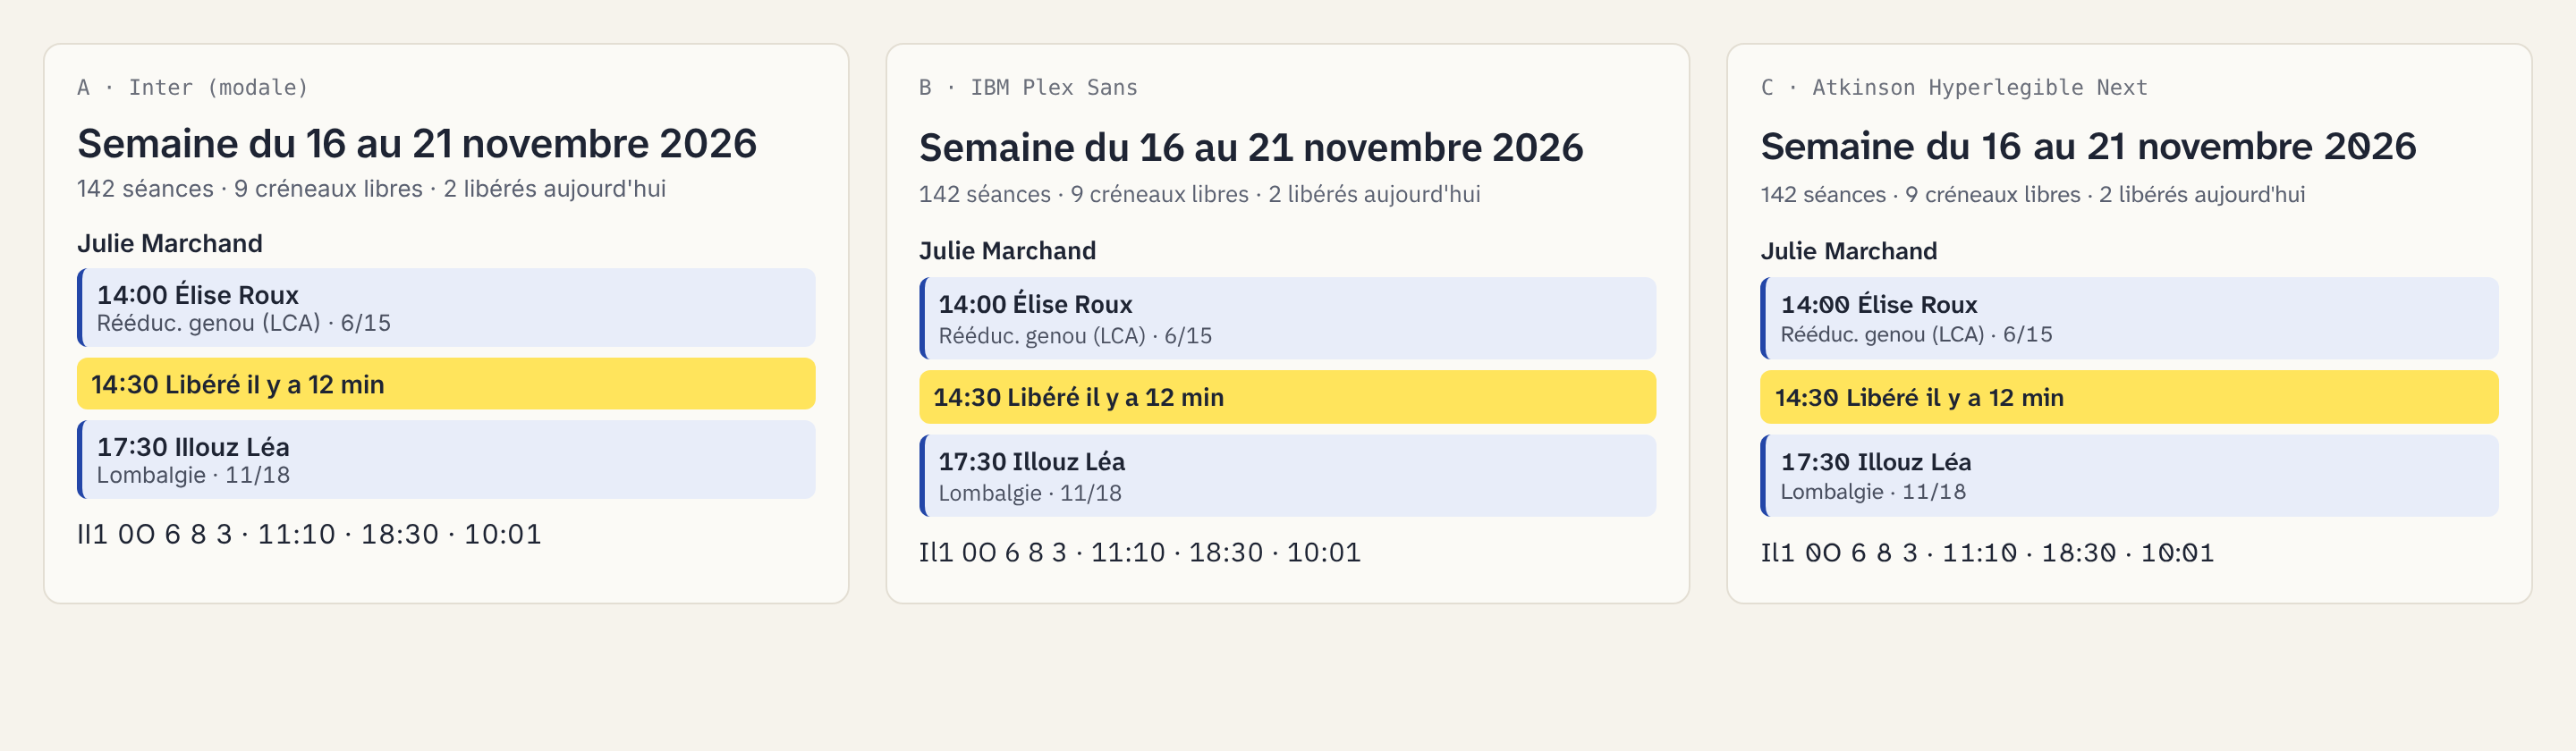 A · Inter (modale)
Semaine du 16 au 21 novembre 2026
142 séances · 9 créneaux libres · 2 libérés aujourd'hui
Julie Marchand
14:00 Élise Roux
Rééduc. genou (LCA) · 6/15
14:30 Libéré il y a 12 min
17:30 Illouz Léa
Lombalgie · 11/18
Il1 0O 6 8 3 · 11:10 · 18:30 · 10:01
B · IBM Plex Sans
Semaine du 16 au 21 novembre 2026
142 séances · 9 créneaux libres · 2 libérés aujourd'hui
Julie Marchand
14:00 Élise Roux
Rééduc. genou (LCA) · 6/15
14:30 Libéré il y a 12 min
17:30 Illouz Léa
Lombalgie · 11/18
Il1 0O 6 8 3 · 11:10 · 18:30 · 10:01
C · Atkinson Hyperlegible Next
Semaine du 16 au 21 novembre 2026
142 séances · 9 créneaux libres · 2 libérés aujourd'hui
Julie Marchand
14:00 Élise Roux
Rééduc. genou (LCA) · 6/15
14:30 Libéré il y a 12 min
17:30 Illouz Léa
Lombalgie · 11/18
Il1 0O 6 8 3 · 11:10 · 18:30 · 10:01